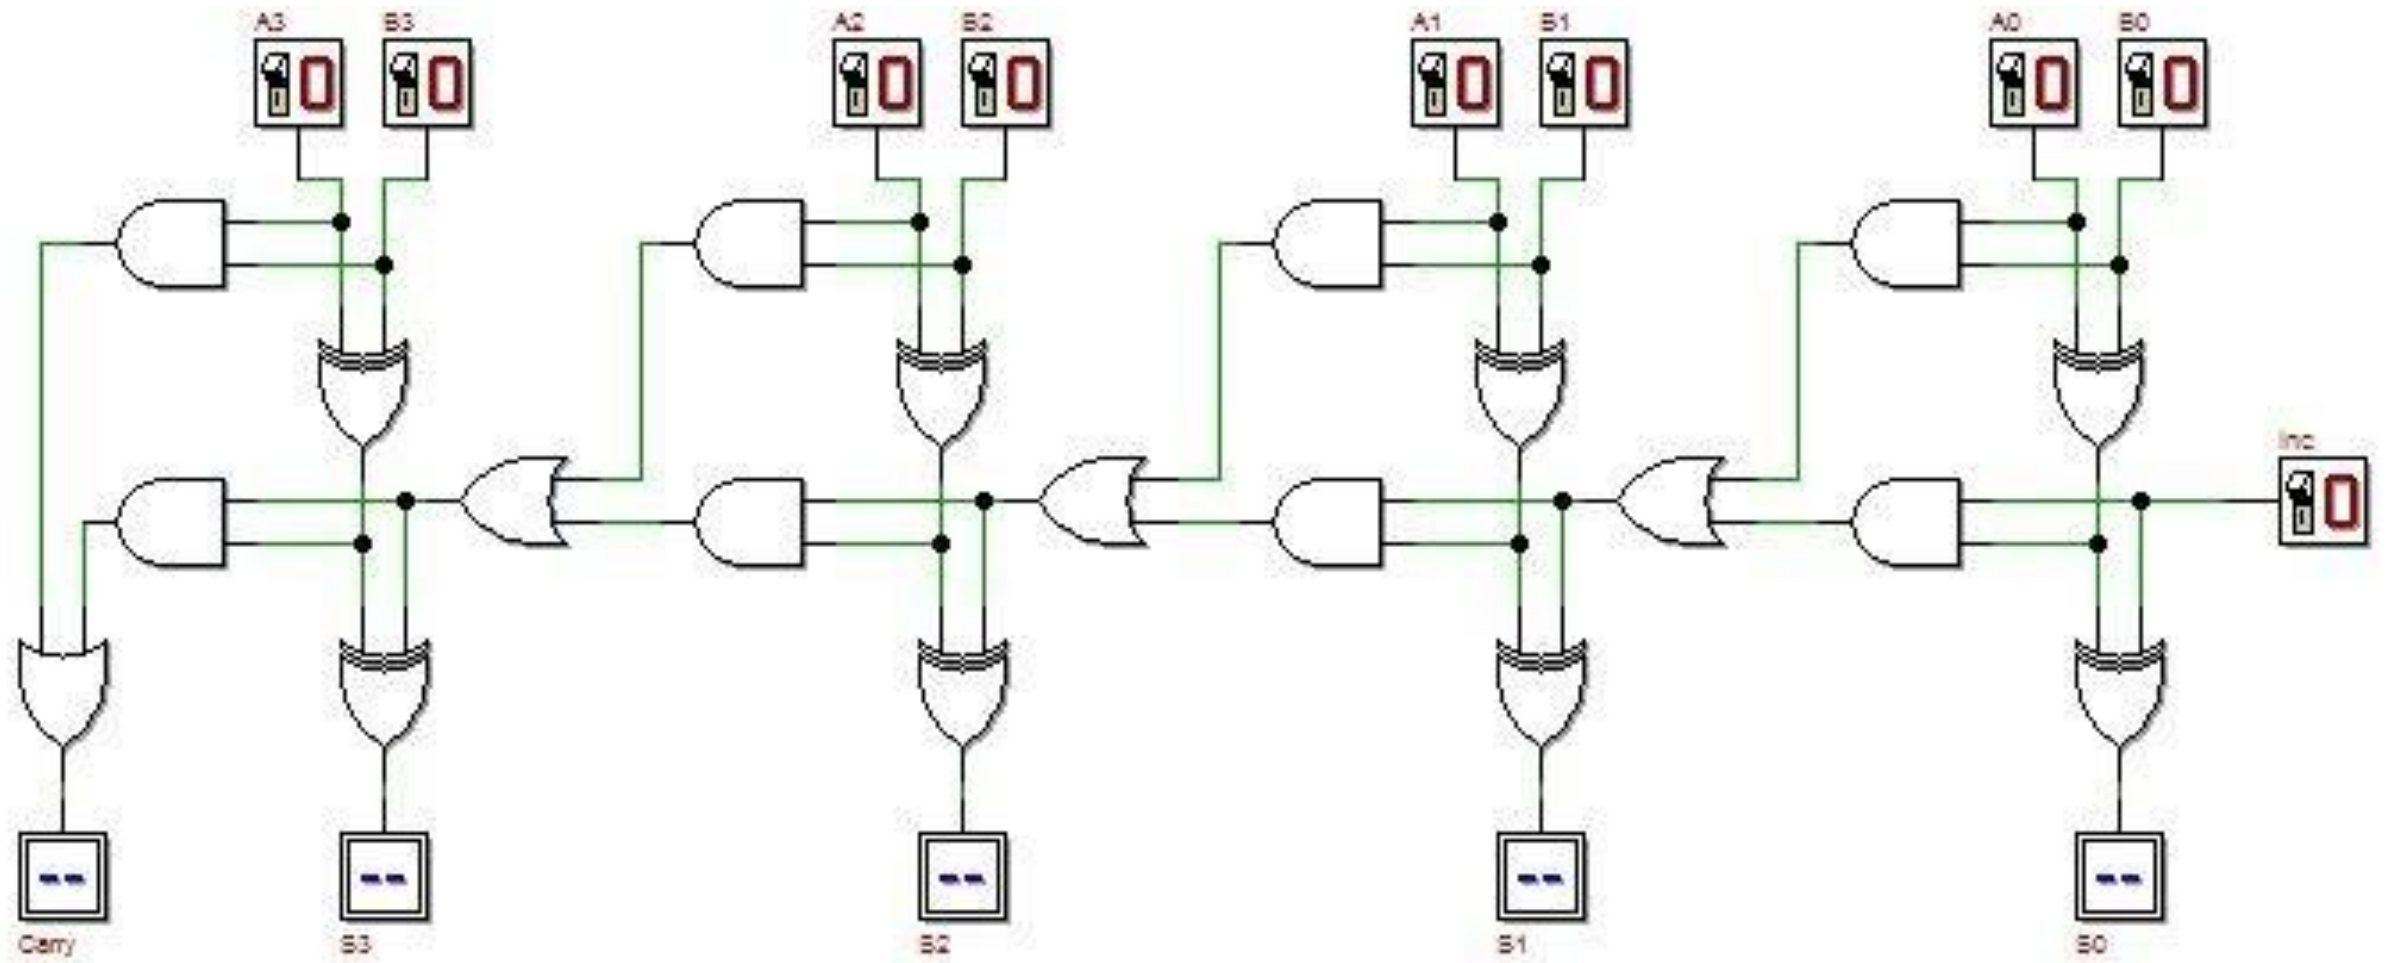 A3 B3 A2 B2 A1 B1 A0 B0
0 0 0 0 0 0 0 0
Inc
0
-- -- -- -- --
Carry S3 S2 S1 S0